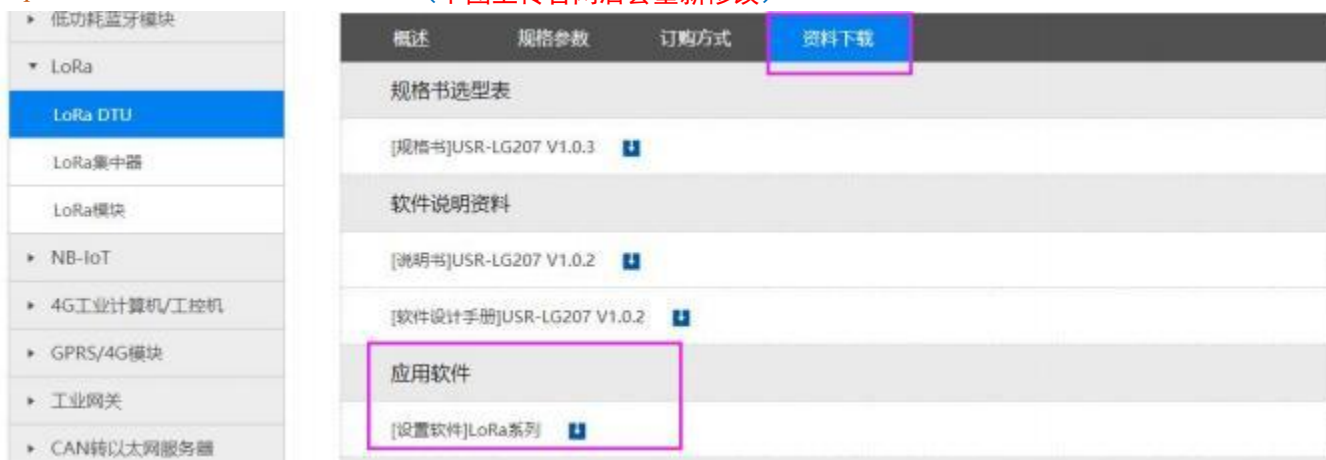 低功耗蓝牙模块
LoRa
LoRa DTU
LoRa集中器
LoRa模块
NB-IoT
4G工业计算机/工控机
GPRS/4G模块
工业网关
CAN转以太网服务器
概述 规格参数 订购方式 资料下载
规格书选型表
[规格书]USR-LG207 V1.0.3
软件说明资料
[说明书]USR-LG207 V1.0.2
[软件设计手册]USR-LG207 V1.0.2
应用软件
[设置软件]LoRa系列